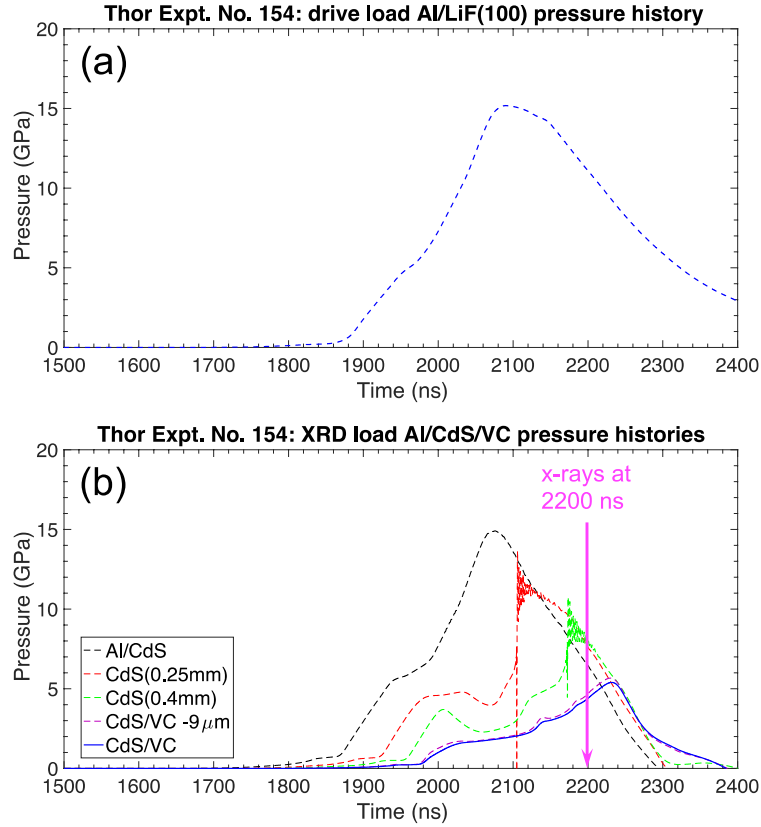 Thor Expt. No. 154: drive load Al/LiF(100) pressure history
(a)
20
15
10
5
0
Pressure (GPa)
1500 1600 1700 1800 1900 2000 2100 2200 2300 2400
Time (ns)
Thor Expt. No. 154: XRD load Al/CdS/VC pressure histories
(b)
x-rays at
2200 ns
20
15
10
5
0
Pressure (GPa)
Al/CdS
CdS(0.25mm)
CdS(0.4mm)
CdS/VC -9μm
CdS/VC
1500 1600 1700 1800 1900 2000 2100 2200 2300 2400
Time (ns)